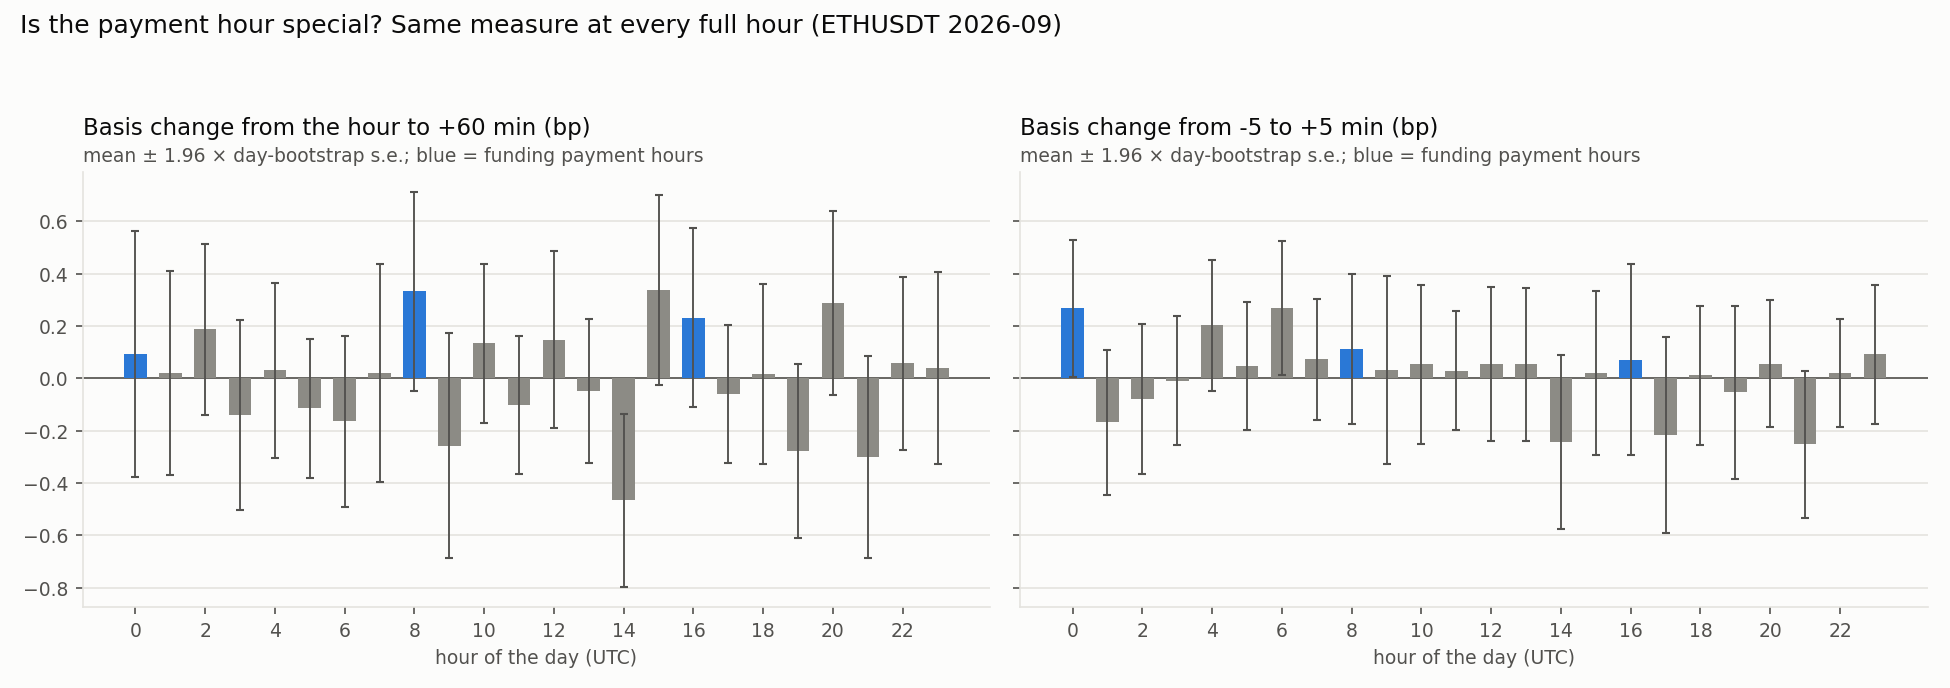 Is the payment hour special? Same measure at every full hour (ETHUSDT 2026-09)
Basis change from the hour to +60 min (bp)
mean ± 1.96 × day-bootstrap s.e.; blue = funding payment hours
0.6
0.4
0.2
0.0
−0.2
−0.4
−0.6
−0.8
0 2 4 6 8 10 12 14 16 18 20 22
hour of the day (UTC)
Basis change from -5 to +5 min (bp)
mean ± 1.96 × day-bootstrap s.e.; blue = funding payment hours
0 2 4 6 8 10 12 14 16 18 20 22
hour of the day (UTC)